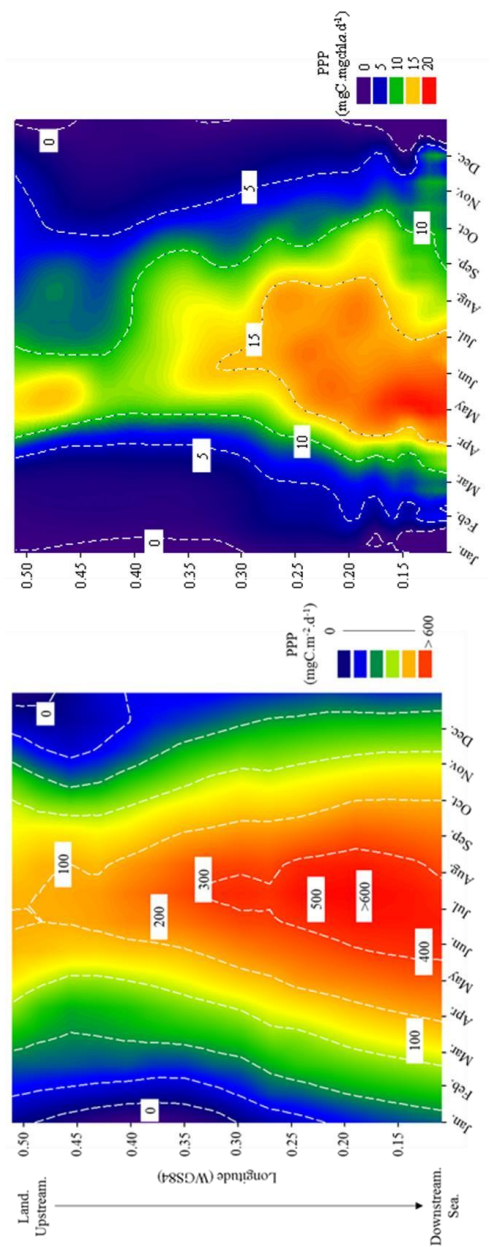 Land.
Upstream.
Downstream.
Sea.
Longitude (WGS84)
0.50
0.45
0.40
0.35
0.30
0.25
0.20
0.15
Jan.
Feb.
Mar.
Apr.
May
Jun.
Jul.
Aug.
Sep.
Oct.
Nov.
Dec.
0
100
200
300
500
>600
400
100
0
PPP
(mgC.m⁻².d⁻¹)
0
> 600
0.50
0.45
0.40
0.35
0.30
0.25
0.20
0.15
Jan.
Feb.
Mar.
Apr.
May
Jun.
Jul.
Aug.
Sep.
Oct.
Nov.
Dec.
0
5
10
15
5
10
0
PPP
(mgC.mgchla.d⁻¹)
0
5
10
15
20